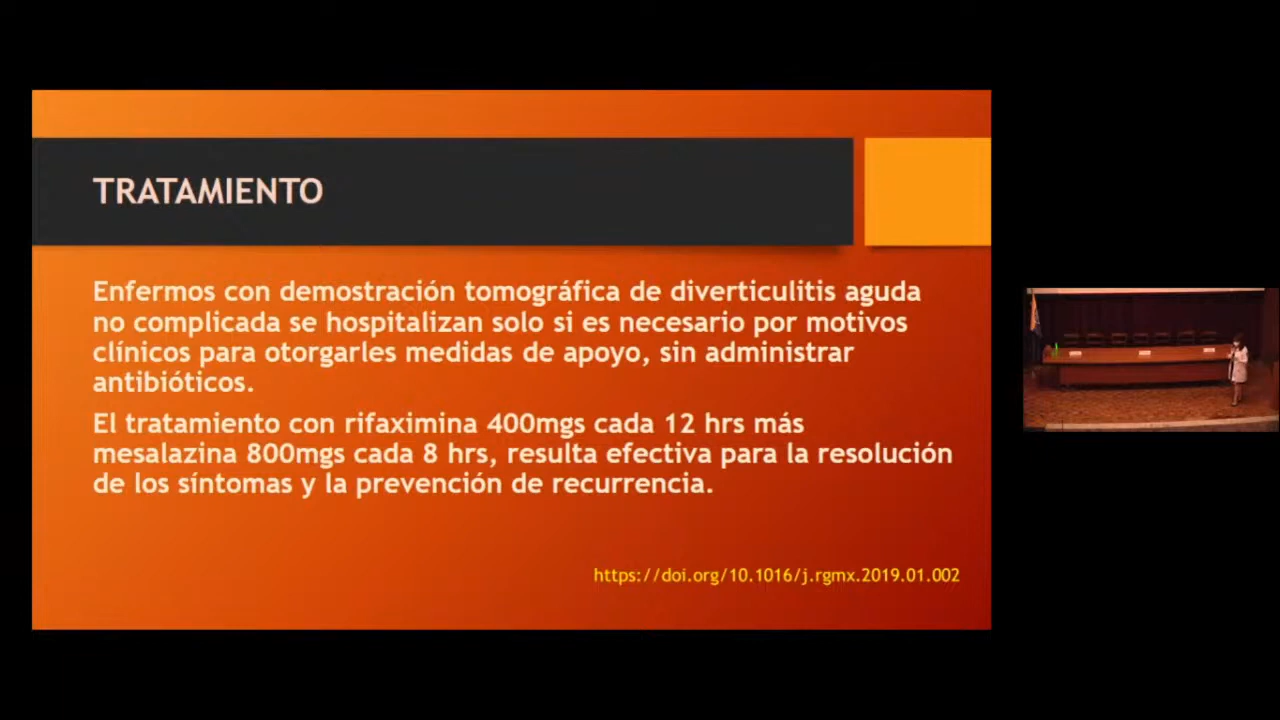 TRATAMIENTO
Enfermos con demostración tomográfica de diverticulitis aguda
no complicada se hospitalizan solo si es necesario por motivos
clínicos para otorgarles medidas de apoyo, sin administrar
antibióticos.
El tratamiento con rifaximina 400mgs cada 12 hrs más
mesalazina 800mgs cada 8 hrs, resulta efectiva para la resolución
de los síntomas y la prevención de recurrencia.
https://doi.org/10.1016/j.rgmx.2019.01.002